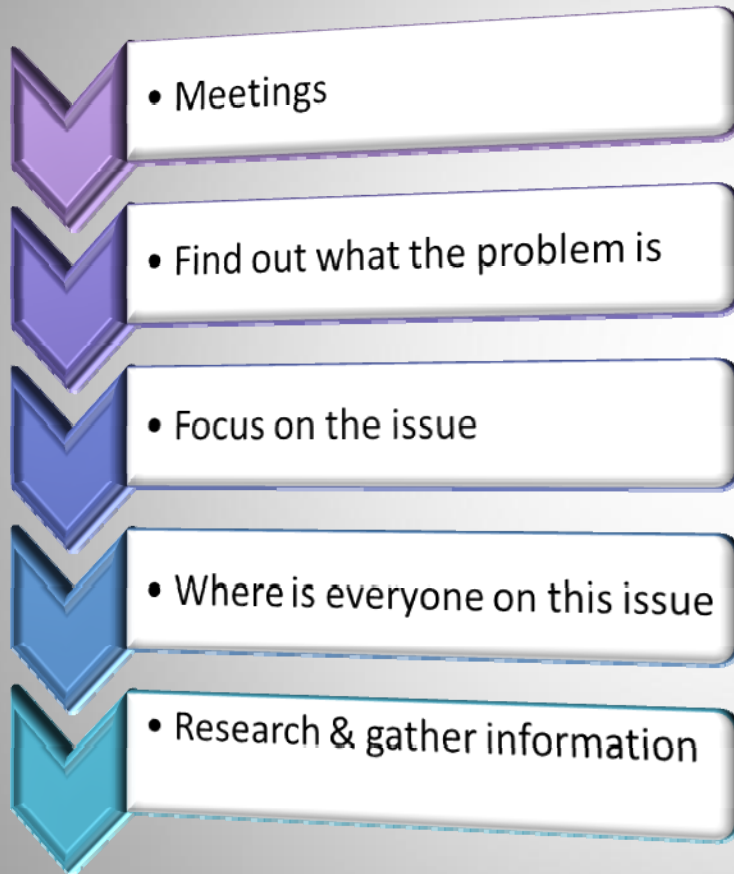 • Meetings
• Find out what the problem is
• Focus on the issue
• Where is everyone on this issue
• Research & gather information